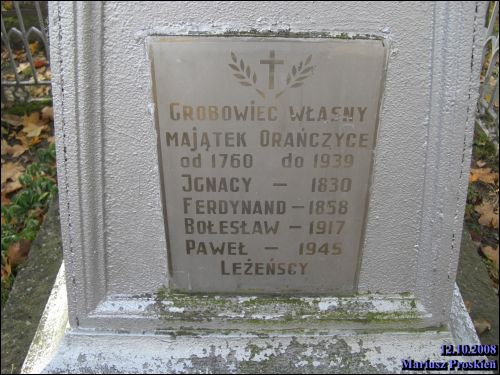 GROBOWIEC WŁASNY
MAJĄTEK ORAŃCZYCE
od 1760 do 1939
JGNACY – 1830
FERDYNAND – 1858
BOŁESŁAW – 1917
PAWEŁ – 1945
LEŻEŃSCY
12.10.2008
Mariusz Proskień